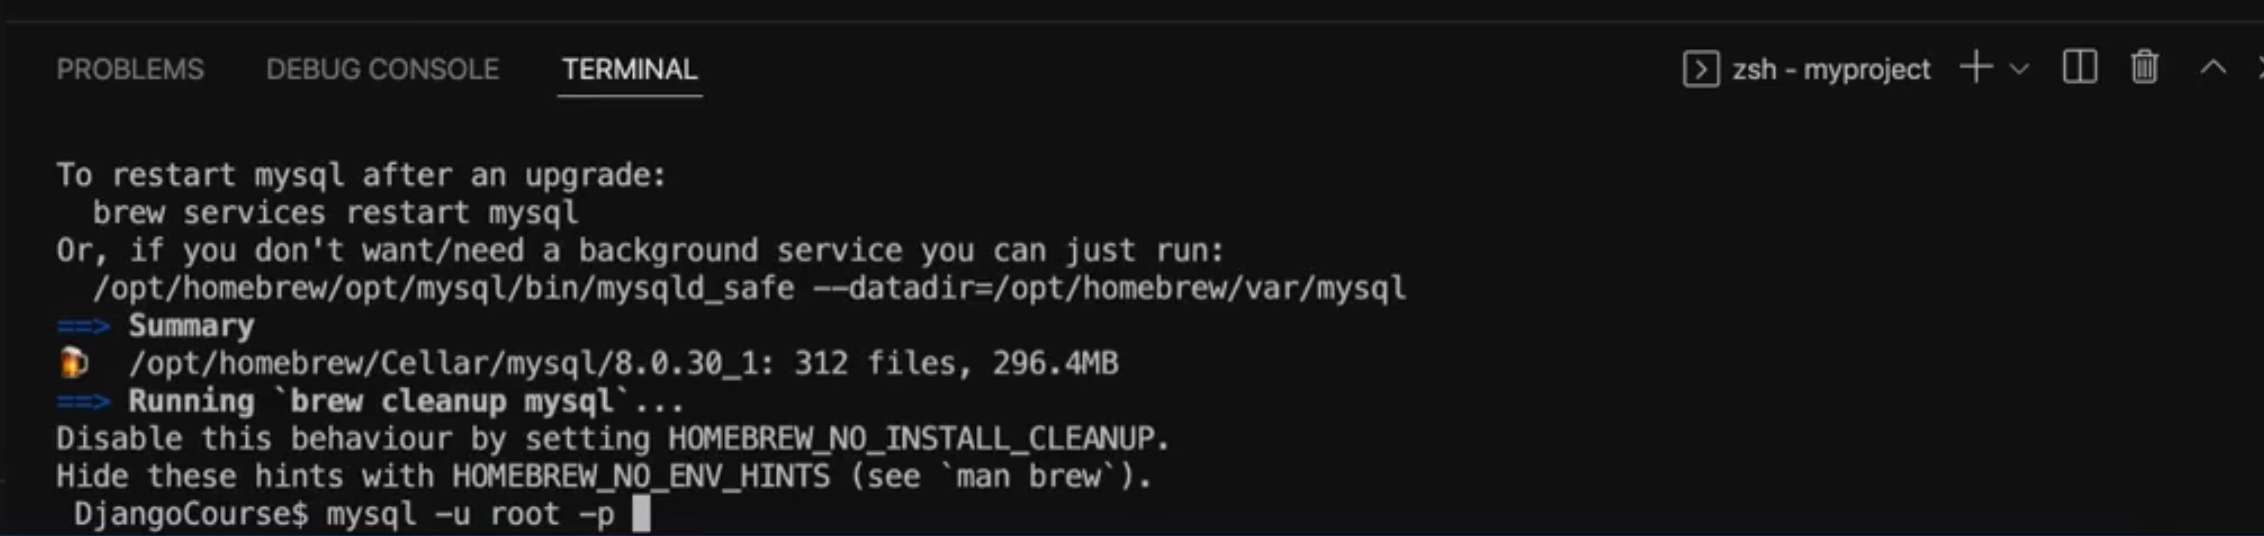 PROBLEMS DEBUG CONSOLE TERMINAL zsh - myproject
To restart mysql after an upgrade:
  brew services restart mysql
Or, if you don't want/need a background service you can just run:
  /opt/homebrew/opt/mysql/bin/mysqld_safe --datadir=/opt/homebrew/var/mysql
==> Summary
🍺  /opt/homebrew/Cellar/mysql/8.0.30_1: 312 files, 296.4MB
==> Running `brew cleanup mysql`...
Disable this behaviour by setting HOMEBREW_NO_INSTALL_CLEANUP.
Hide these hints with HOMEBREW_NO_ENV_HINTS (see `man brew`).
 DjangoCourse$ mysql -u root -p